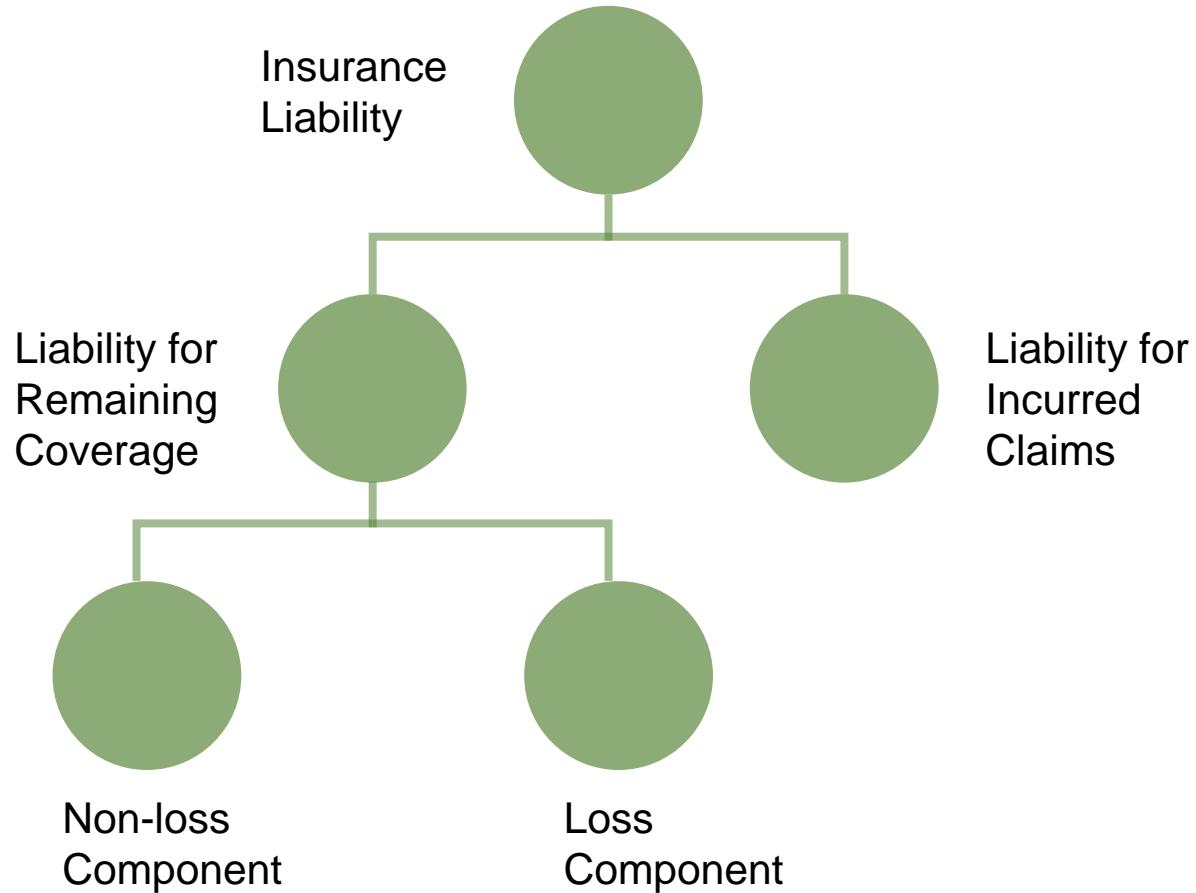 Insurance
Liability
Liability for
Remaining
Coverage
Liability for
Incurred
Claims
Non-loss
Component
Loss
Component